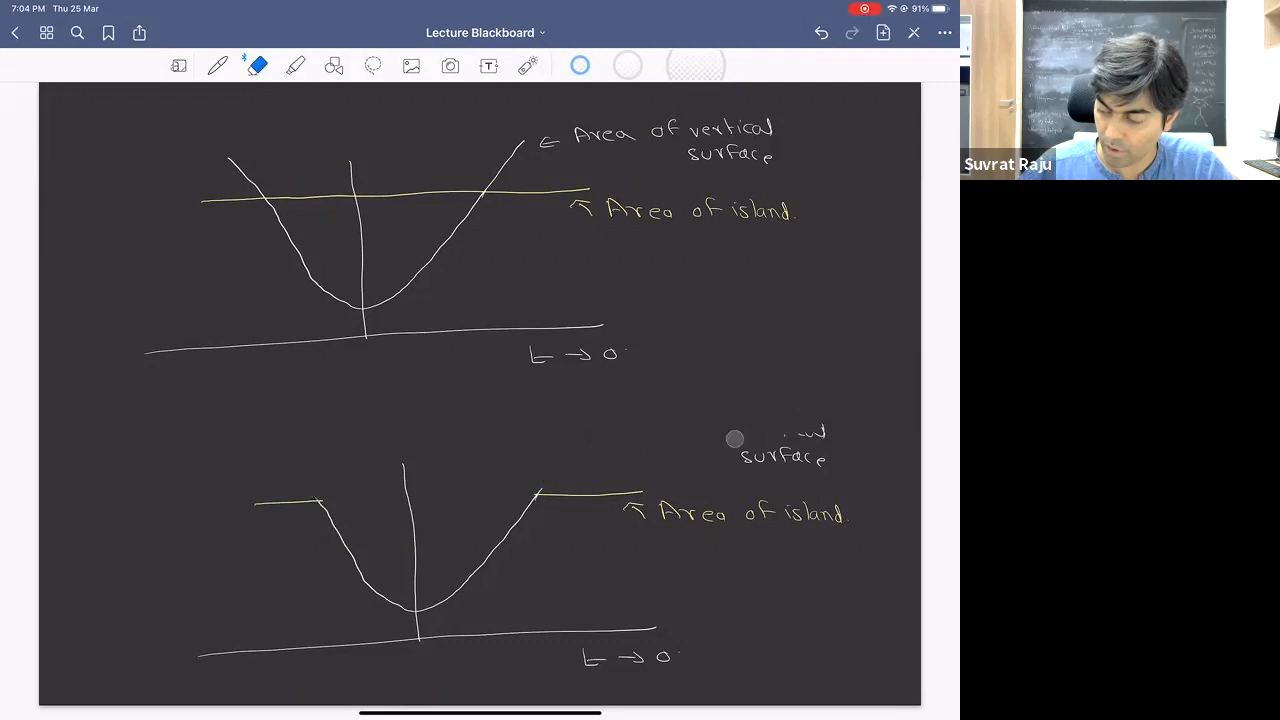 7:04 PM Thu 25 Mar
91%
Lecture Blackboard
Suvrat Raju
← Area of vertical
surface
↖ Area of island.
t → 0
surface
↖ Area of island.
t → 0